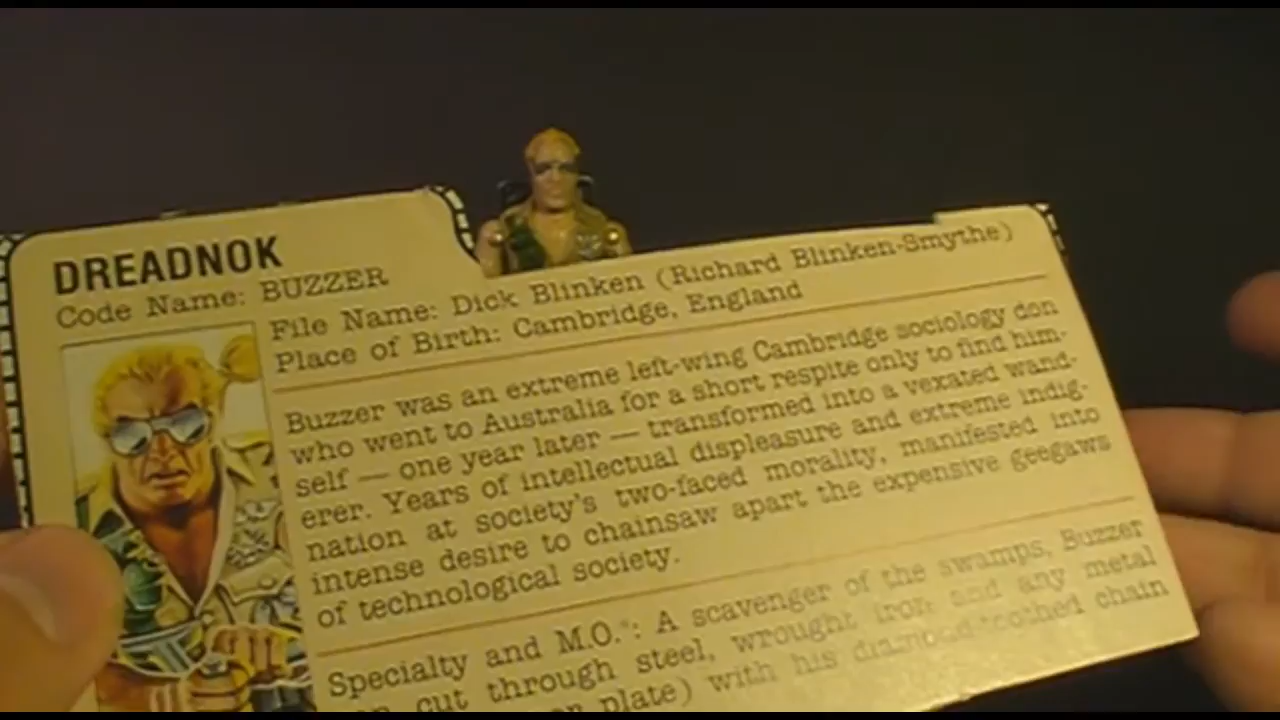 DREADNOK
Code Name: BUZZER
File Name: Dick Blinken (Richard Blinken-Smythe)
Place of Birth: Cambridge, England
Buzzer was an extreme left-wing Cambridge sociology don
who went to Australia for a short respite only to find him-
self — one year later — transformed into a vexated wand-
erer. Years of intellectual displeasure and extreme indig-
nation at society's two-faced morality, manifested into
intense desire to chainsaw apart the expensive geegaws
of technological society.
Specialty and M.O.*: A scavenger of the swamps, Buzzer
cut through steel, wrought iron and any metal
plate) with his diamond-toothed chain